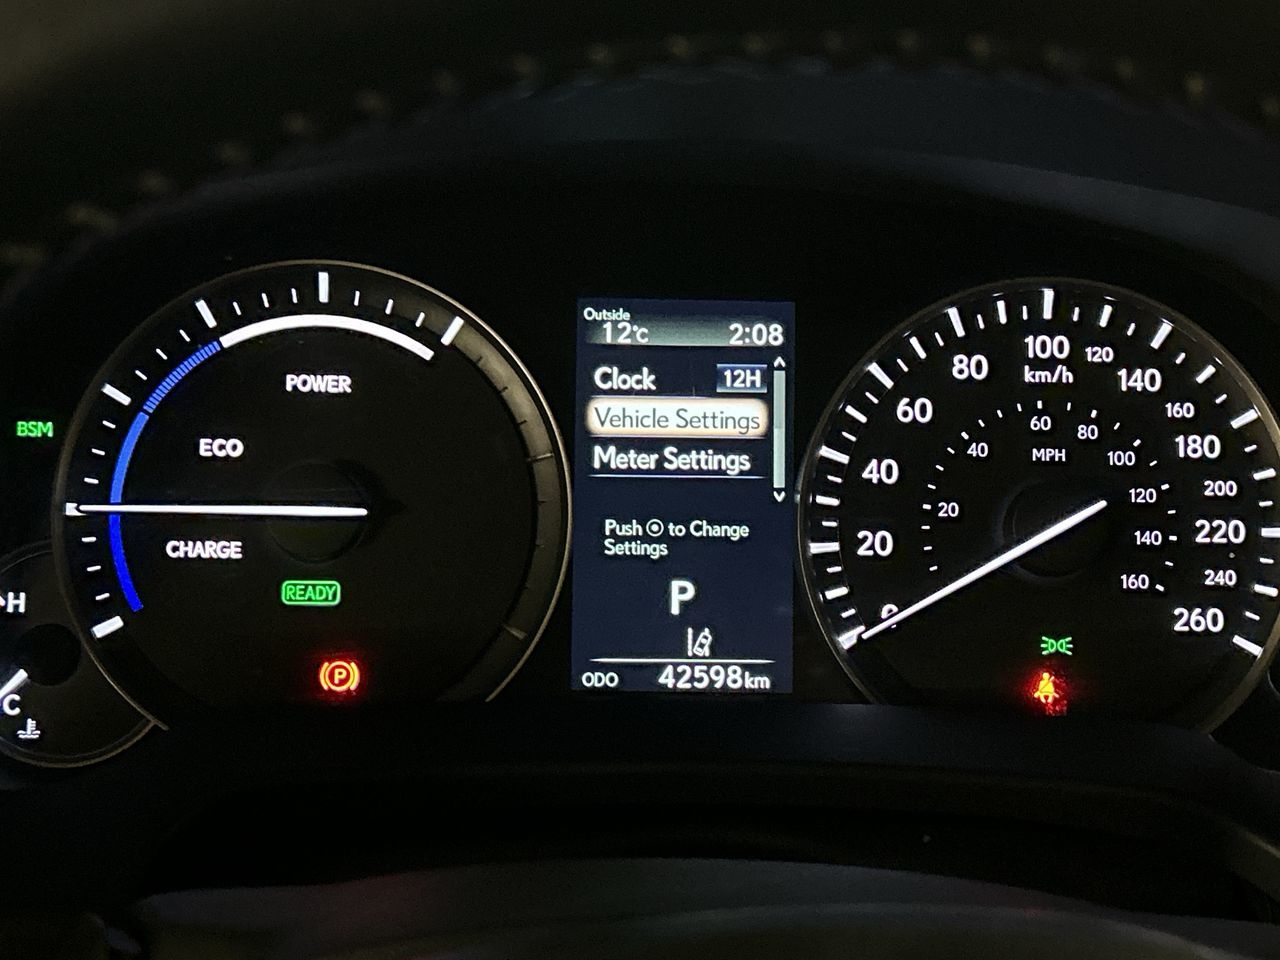 Outside
12°C 2:08
Clock 12H
Vehicle Settings
Meter Settings
Push ⊙ to Change
Settings
P
ODO 42598km
BSM
POWER
ECO
CHARGE
READY
P
H
C
0
20
40
60
80
100
km/h
120
140
160
180
200
220
240
260
20
40
60
80
MPH
100
120
140
160